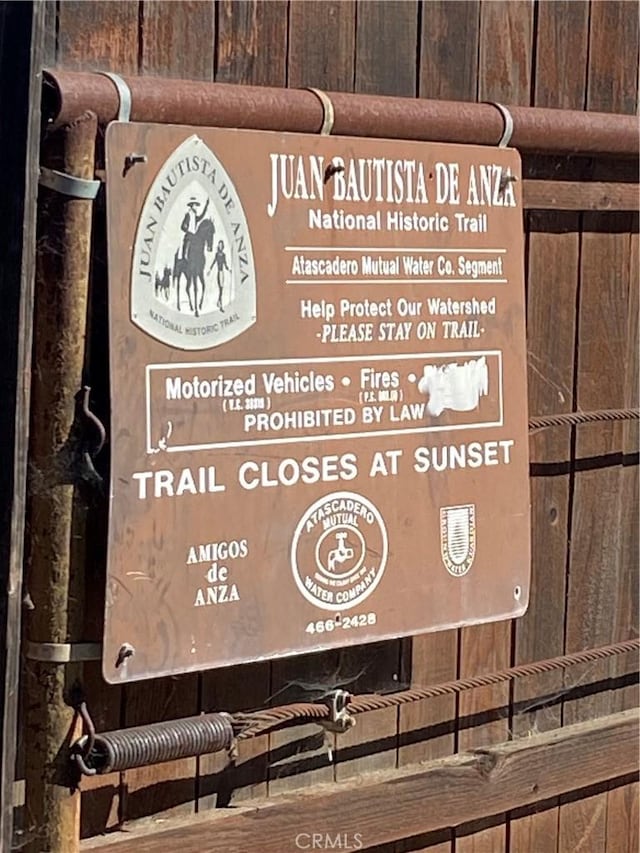 JUAN BAUTISTA DE ANZA
National Historic Trail
JUAN BAUTISTA DE ANZA
NATIONAL HISTORIC TRAIL
Atascadero Mutual Water Co. Segment
Help Protect Our Watershed
-PLEASE STAY ON TRAIL-
Motorized Vehicles • Fires •
PROHIBITED BY LAW
TRAIL CLOSES AT SUNSET
AMIGOS
de
ANZA
ATASCADERO
MUTUAL
WATER COMPANY
466-2428
CRMLS